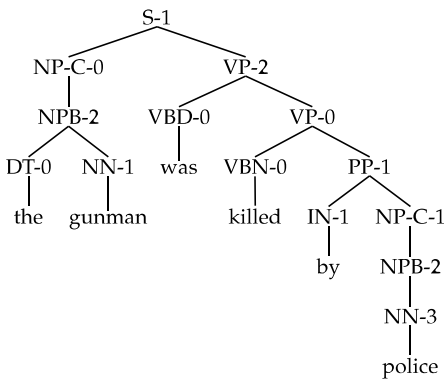 S-1
NP-C-0 VP-2
NPB-2 VBD-0 VP-0
DT-0 NN-1 was VBN-0 PP-1
the gunman killed IN-1 NP-C-1
by NPB-2
NN-3
police